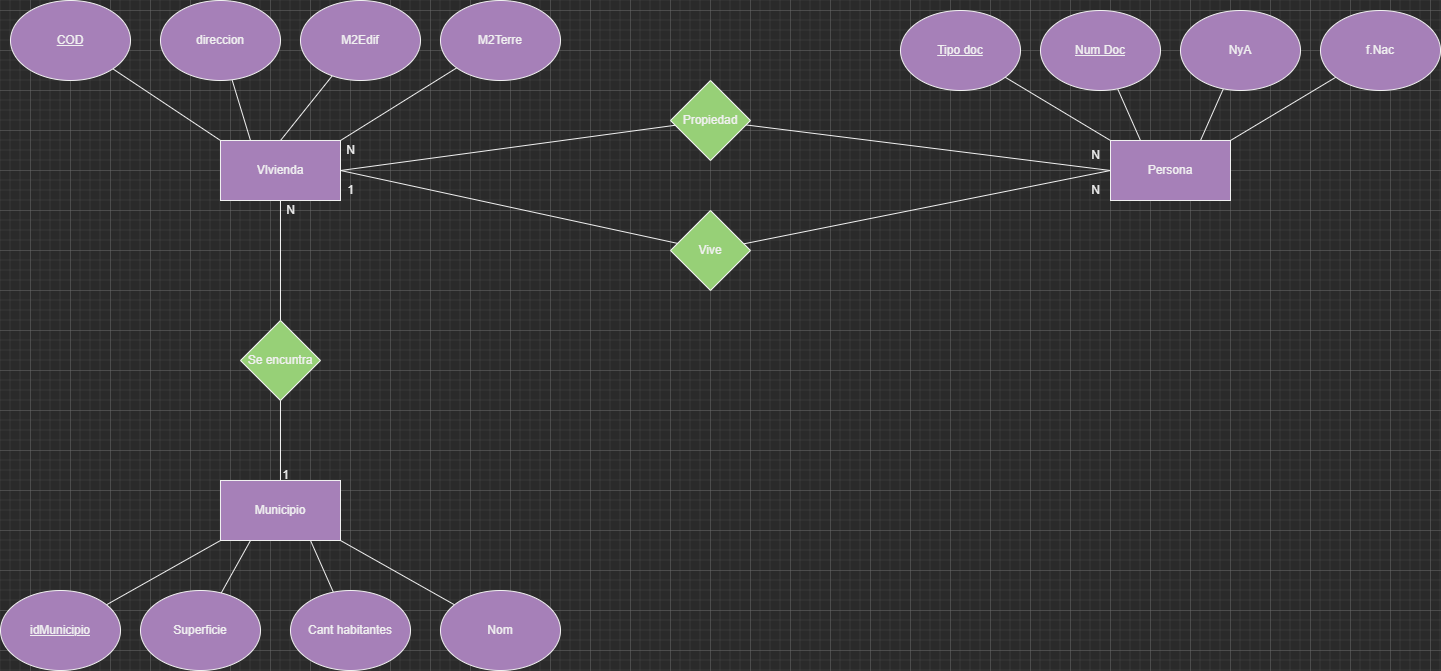 COD
direccion
M2Edif
M2Terre
Tipo doc
Num Doc
NyA
f.Nac
Propiedad
N
N
VIvienda
Persona
1
N
N
Vive
Se encuntra
1
Municipio
idMunicipio
Superficie
Cant habitantes
Nom